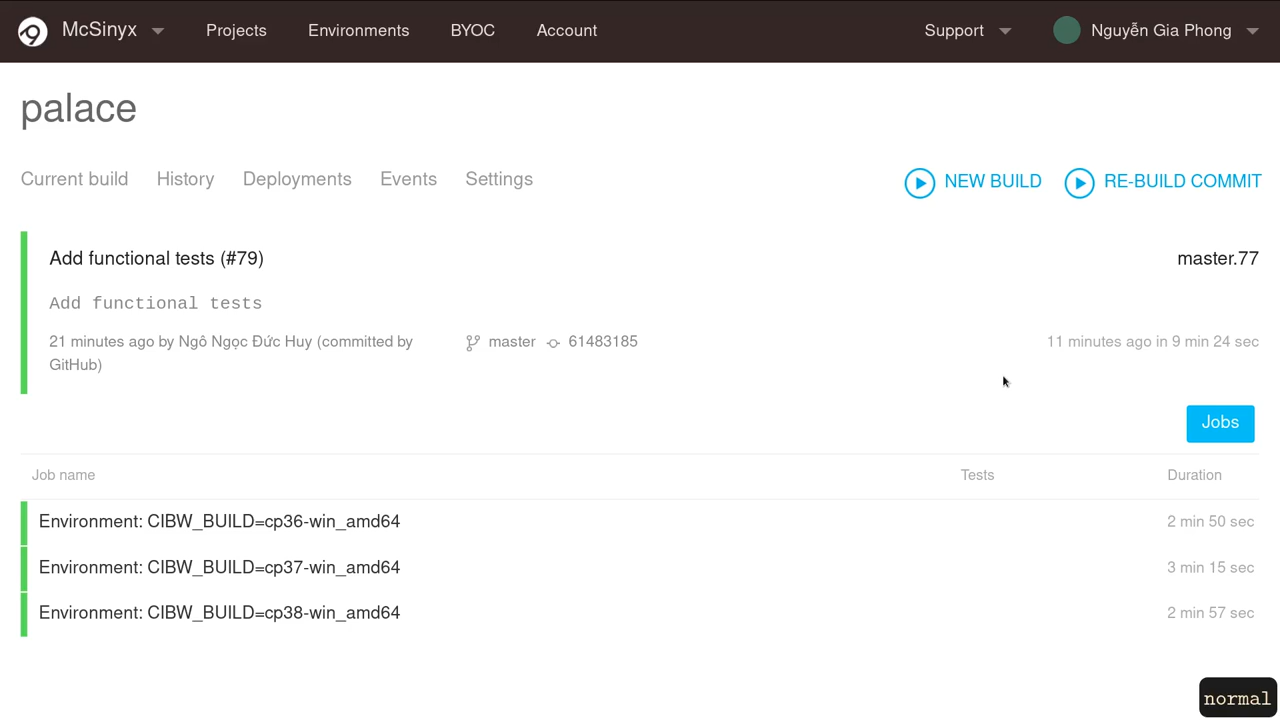 McSinyx Projects Environments BYOC Account Support Nguyễn Gia Phong
palace
Current build History Deployments Events Settings NEW BUILD RE-BUILD COMMIT
Add functional tests (#79) master.77
Add functional tests
21 minutes ago by Ngô Ngọc Đức Huy (committed by master 61483185 11 minutes ago in 9 min 24 sec
GitHub)
Jobs
Job name Tests Duration
Environment: CIBW_BUILD=cp36-win_amd64 2 min 50 sec
Environment: CIBW_BUILD=cp37-win_amd64 3 min 15 sec
Environment: CIBW_BUILD=cp38-win_amd64 2 min 57 sec
normal